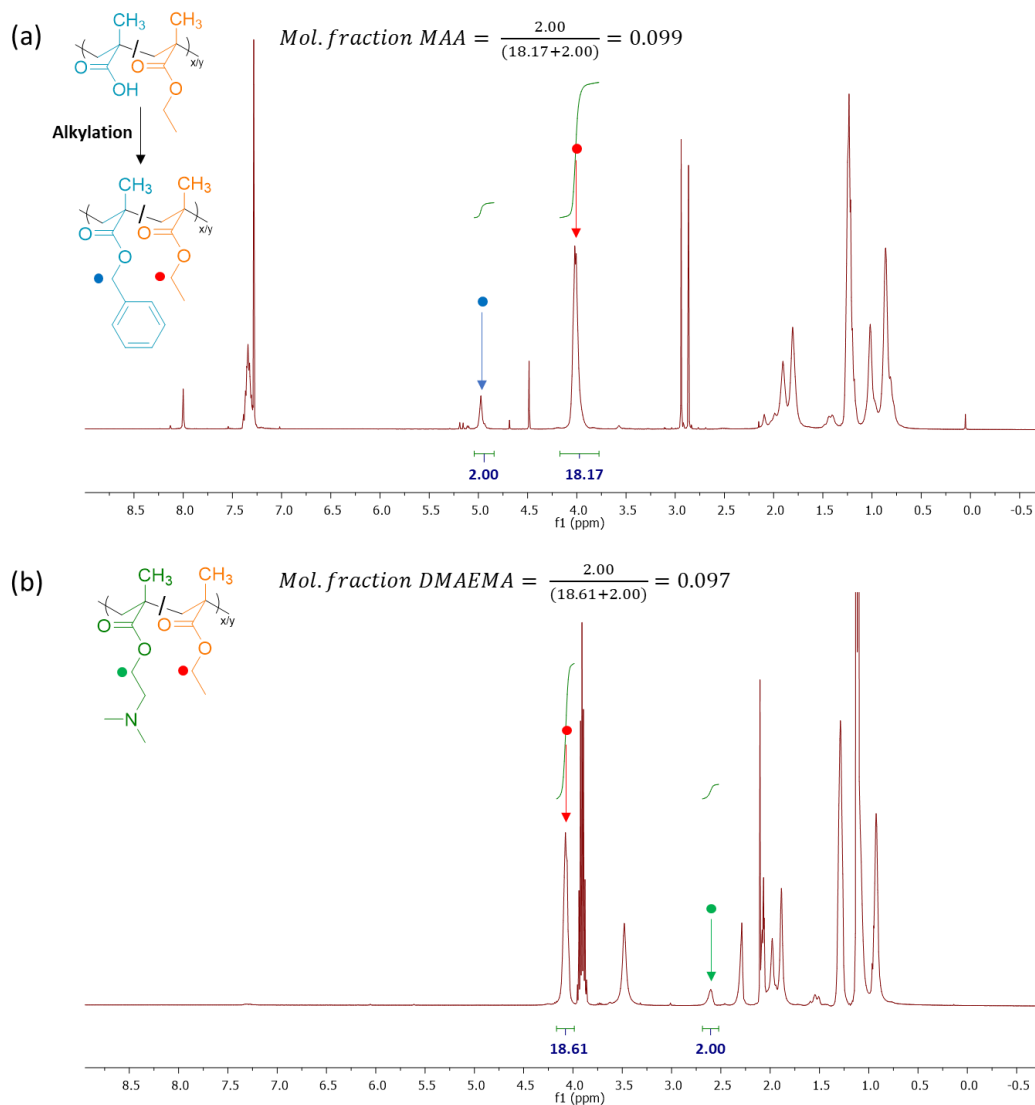 (a)
CH₃ CH₃
x/y
O O
OH O
Mol. fraction MAA = 2.00 / (18.17+2.00) = 0.099
Alkylation
CH₃ CH₃
x/y
O O
O O
2.00 18.17
8.5 8.0 7.5 7.0 6.5 6.0 5.5 5.0 4.5 4.0 3.5 3.0 2.5 2.0 1.5 1.0 0.5 0.0 -0.5
f1 (ppm)
(b)
CH₃ CH₃
x/y
O O
O O
N
Mol. fraction DMAEMA = 2.00 / (18.61+2.00) = 0.097
18.61 2.00
8.5 8.0 7.5 7.0 6.5 6.0 5.5 5.0 4.5 4.0 3.5 3.0 2.5 2.0 1.5 1.0 0.5 0.0 -0.5
f1 (ppm)